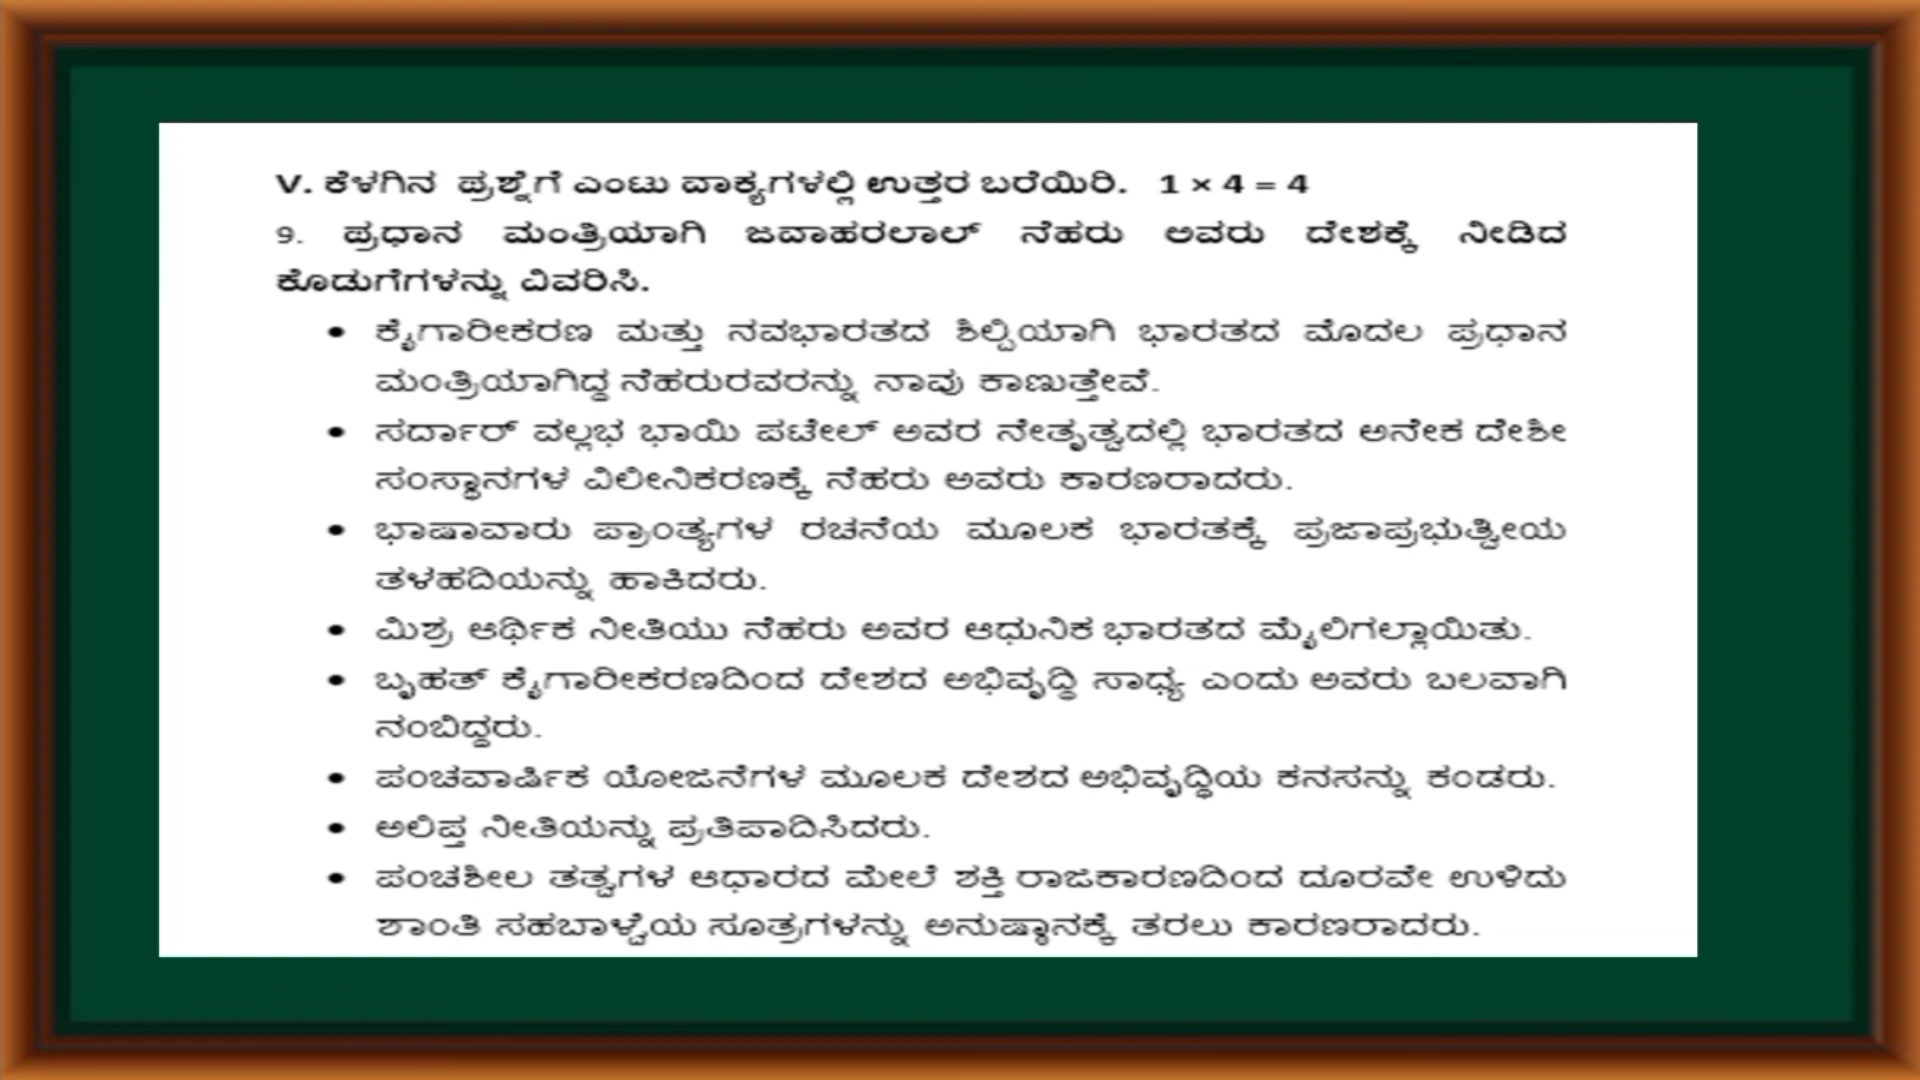 V. ಕೆಳಗಿನ ಪ್ರಶ್ನೆಗೆ ಎಂಟು ವಾಕ್ಯಗಳಲ್ಲಿ ಉತ್ತರ ಬರೆಯಿರಿ. 1 × 4 = 4
9. ಪ್ರಧಾನ ಮಂತ್ರಿಯಾಗಿ ಜವಾಹರಲಾಲ್ ನೆಹರು ಅವರು ದೇಶಕ್ಕೆ ನೀಡಿದ
ಕೊಡುಗೆಗಳನ್ನು ವಿವರಿಸಿ.
• ಕೈಗಾರೀಕರಣ ಮತ್ತು ನವಭಾರತದ ಶಿಲ್ಪಿಯಾಗಿ ಭಾರತದ ಮೊದಲ ಪ್ರಧಾನ
ಮಂತ್ರಿಯಾಗಿದ್ದ ನೆಹರುರವರನ್ನು ನಾವು ಕಾಣುತ್ತೇವೆ.
• ಸರ್ದಾರ್ ವಲ್ಲಭ ಭಾಯಿ ಪಟೇಲ್ ಅವರ ನೇತೃತ್ವದಲ್ಲಿ ಭಾರತದ ಅನೇಕ ದೇಶೀ
ಸಂಸ್ಥಾನಗಳ ವಿಲೀನಿಕರಣಕ್ಕೆ ನೆಹರು ಅವರು ಕಾರಣರಾದರು.
• ಭಾಷಾವಾರು ಪ್ರಾಂತ್ಯಗಳ ರಚನೆಯ ಮೂಲಕ ಭಾರತಕ್ಕೆ ಪ್ರಜಾಪ್ರಭುತ್ವೀಯ
ತಳಹದಿಯನ್ನು ಹಾಕಿದರು.
• ಮಿಶ್ರ ಆರ್ಥಿಕ ನೀತಿಯು ನೆಹರು ಅವರ ಆಧುನಿಕ ಭಾರತದ ಮೈಲಿಗಲ್ಲಾಯಿತು.
• ಬೃಹತ್ ಕೈಗಾರೀಕರಣದಿಂದ ದೇಶದ ಅಭಿವೃದ್ಧಿ ಸಾಧ್ಯ ಎಂದು ಅವರು ಬಲವಾಗಿ
ನಂಬಿದ್ದರು.
• ಪಂಚವಾರ್ಷಿಕ ಯೋಜನೆಗಳ ಮೂಲಕ ದೇಶದ ಅಭಿವೃದ್ಧಿಯ ಕನಸನ್ನು ಕಂಡರು.
• ಅಲಿಪ್ತ ನೀತಿಯನ್ನು ಪ್ರತಿಪಾದಿಸಿದರು.
• ಪಂಚಶೀಲ ತತ್ವಗಳ ಆಧಾರದ ಮೇಲೆ ಶಕ್ತಿ ರಾಜಕಾರಣದಿಂದ ದೂರವೇ ಉಳಿದು
ಶಾಂತಿ ಸಹಬಾಳ್ವೆಯ ಸೂತ್ರಗಳನ್ನು ಅನುಷ್ಠಾನಕ್ಕೆ ತರಲು ಕಾರಣರಾದರು.